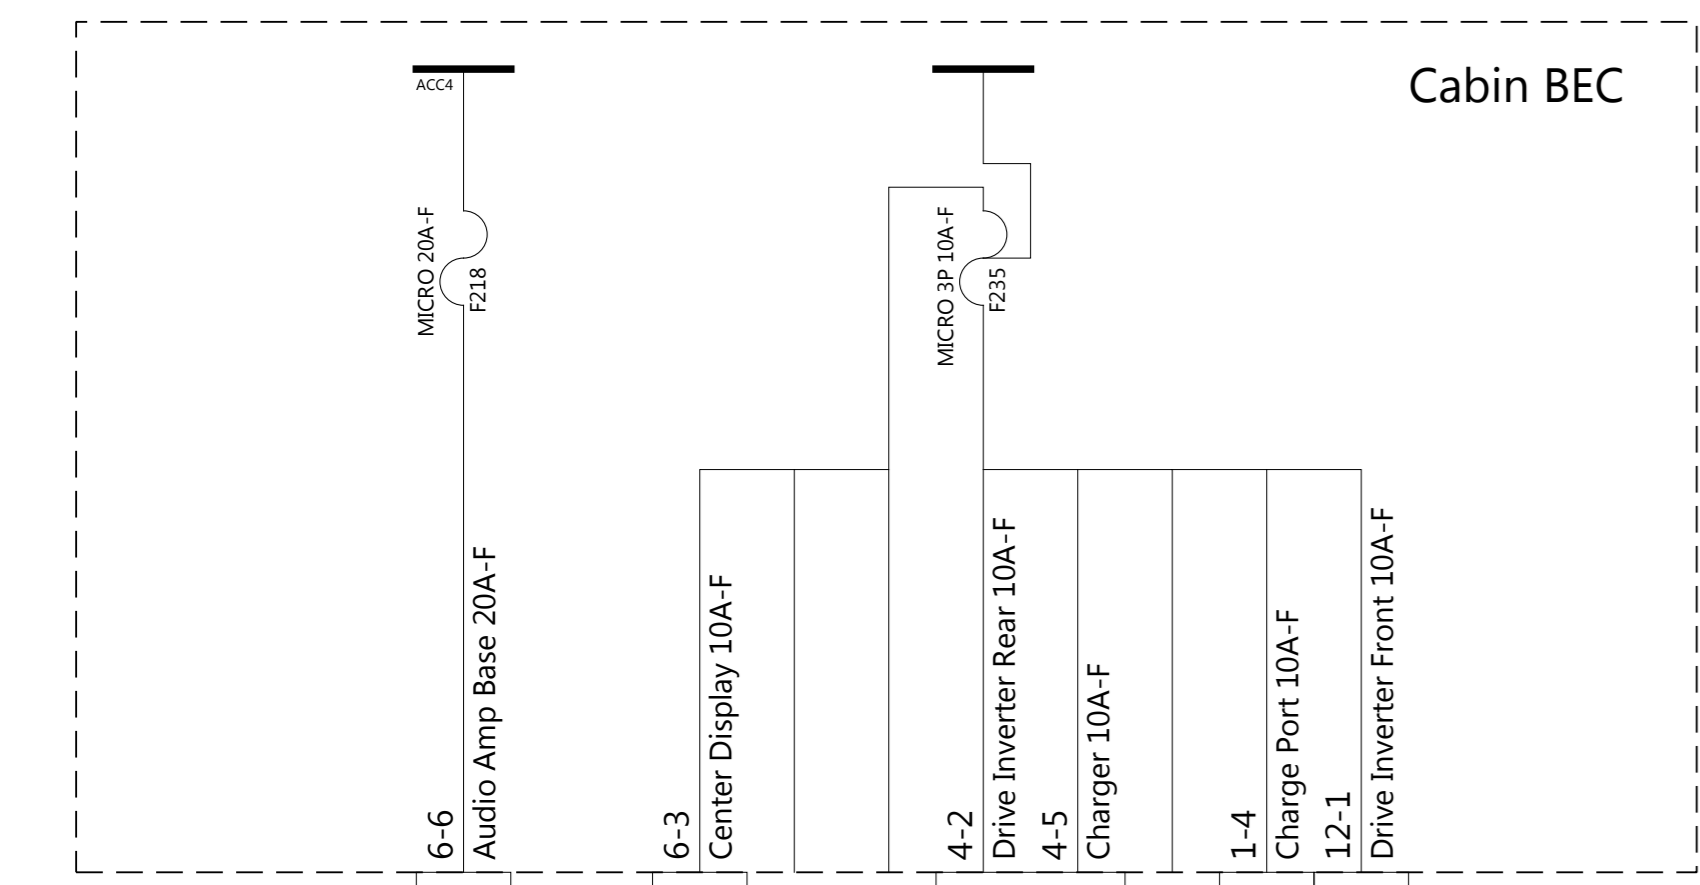 Cabin BEC
ACC4
MICRO 20A-F
F218
MICRO 3P 10A-F
F235
6-6
Audio Amp Base 20A-F
6-3
Center Display 10A-F
4-2
Drive Inverter Rear 10A-F
4-5
Charger 10A-F
1-4
Charge Port 10A-F
12-1
Drive Inverter Front 10A-F